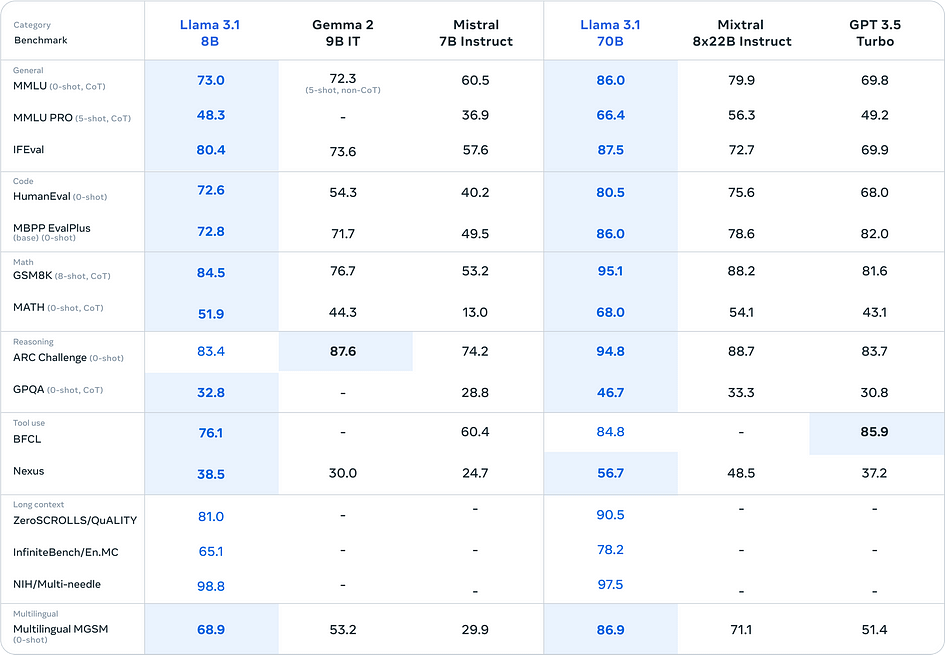 Category
Benchmark
Llama 3.1
8B
Gemma 2
9B IT
Mistral
7B Instruct
Llama 3.1
70B
Mixtral
8x22B Instruct
GPT 3.5
Turbo
General
MMLU (0-shot, CoT) 73.0 72.3 60.5 86.0 79.9 69.8
(5-shot, non-CoT)
MMLU PRO (5-shot, CoT) 48.3 - 36.9 66.4 56.3 49.2
IFEval 80.4 73.6 57.6 87.5 72.7 69.9
Code
HumanEval (0-shot) 72.6 54.3 40.2 80.5 75.6 68.0
MBPP EvalPlus 72.8 71.7 49.5 86.0 78.6 82.0
(base) (0-shot)
Math
GSM8K (8-shot, CoT) 84.5 76.7 53.2 95.1 88.2 81.6
MATH (0-shot, CoT) 51.9 44.3 13.0 68.0 54.1 43.1
Reasoning
ARC Challenge (0-shot) 83.4 87.6 74.2 94.8 88.7 83.7
GPQA (0-shot, CoT) 32.8 - 28.8 46.7 33.3 30.8
Tool use
BFCL 76.1 - 60.4 84.8 - 85.9
Nexus 38.5 30.0 24.7 56.7 48.5 37.2
Long context
ZeroSCROLLS/QuALITY 81.0 - - 90.5 - -
InfiniteBench/En.MC 65.1 - - 78.2 - -
NIH/Multi-needle 98.8 - - 97.5 - -
Multilingual
Multilingual MGSM 68.9 53.2 29.9 86.9 71.1 51.4
(0-shot)